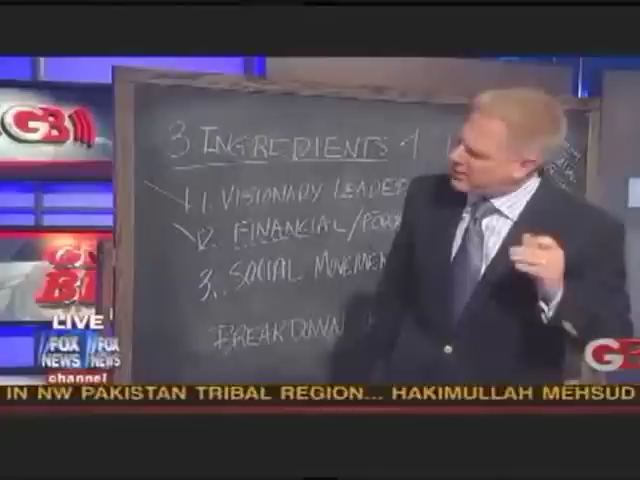 GB
3 INGREDIENTS
1. VISIONARY LEADER
2. FINANCIAL/
3. SOCIAL MOVEMEN
BREAKDOWN
LIVE
FOX NEWS
FOX NEWS
channel
GB
IN NW PAKISTAN TRIBAL REGION... HAKIMULLAH MEHSUD